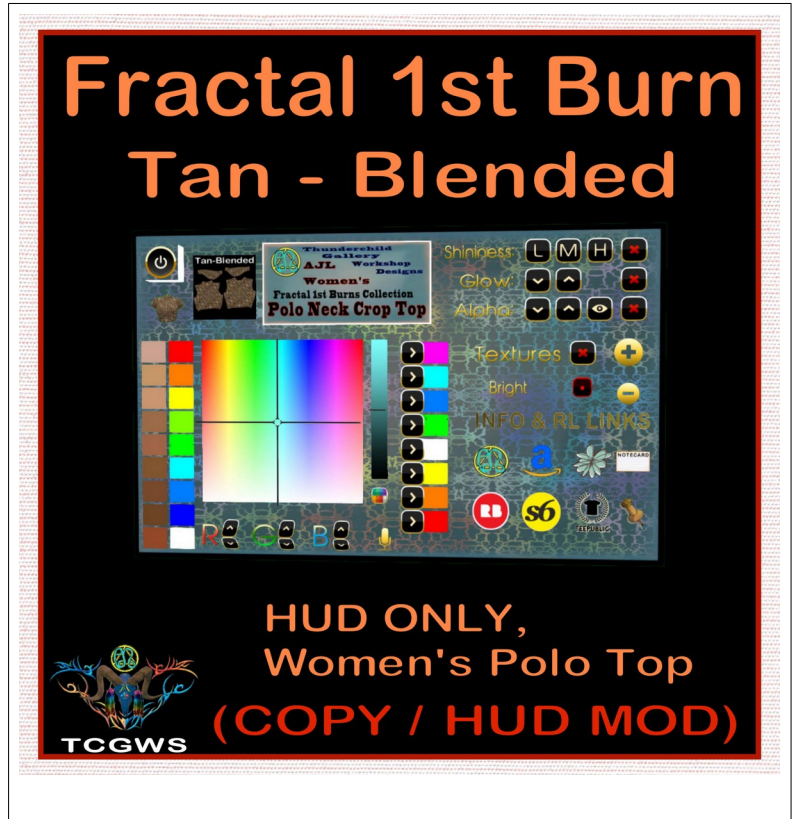 Fractal 1st Burn
Tan - Blended
Tan-Blended
Thunderchild
Gallery
AJL Workshop
Designs
Women's
Fractal 1st Burns Collection
Polo Neck Crop Top
Shininess: L M H
Glow:
Alpha:
Textures
Bright
INFO & RL LINKS
a
NOTECARD
RB
s6
TEEPUBLIC
R G B
HUD ONLY,
Women's Polo Top
(COPY / HUD MOD)
TCGWS